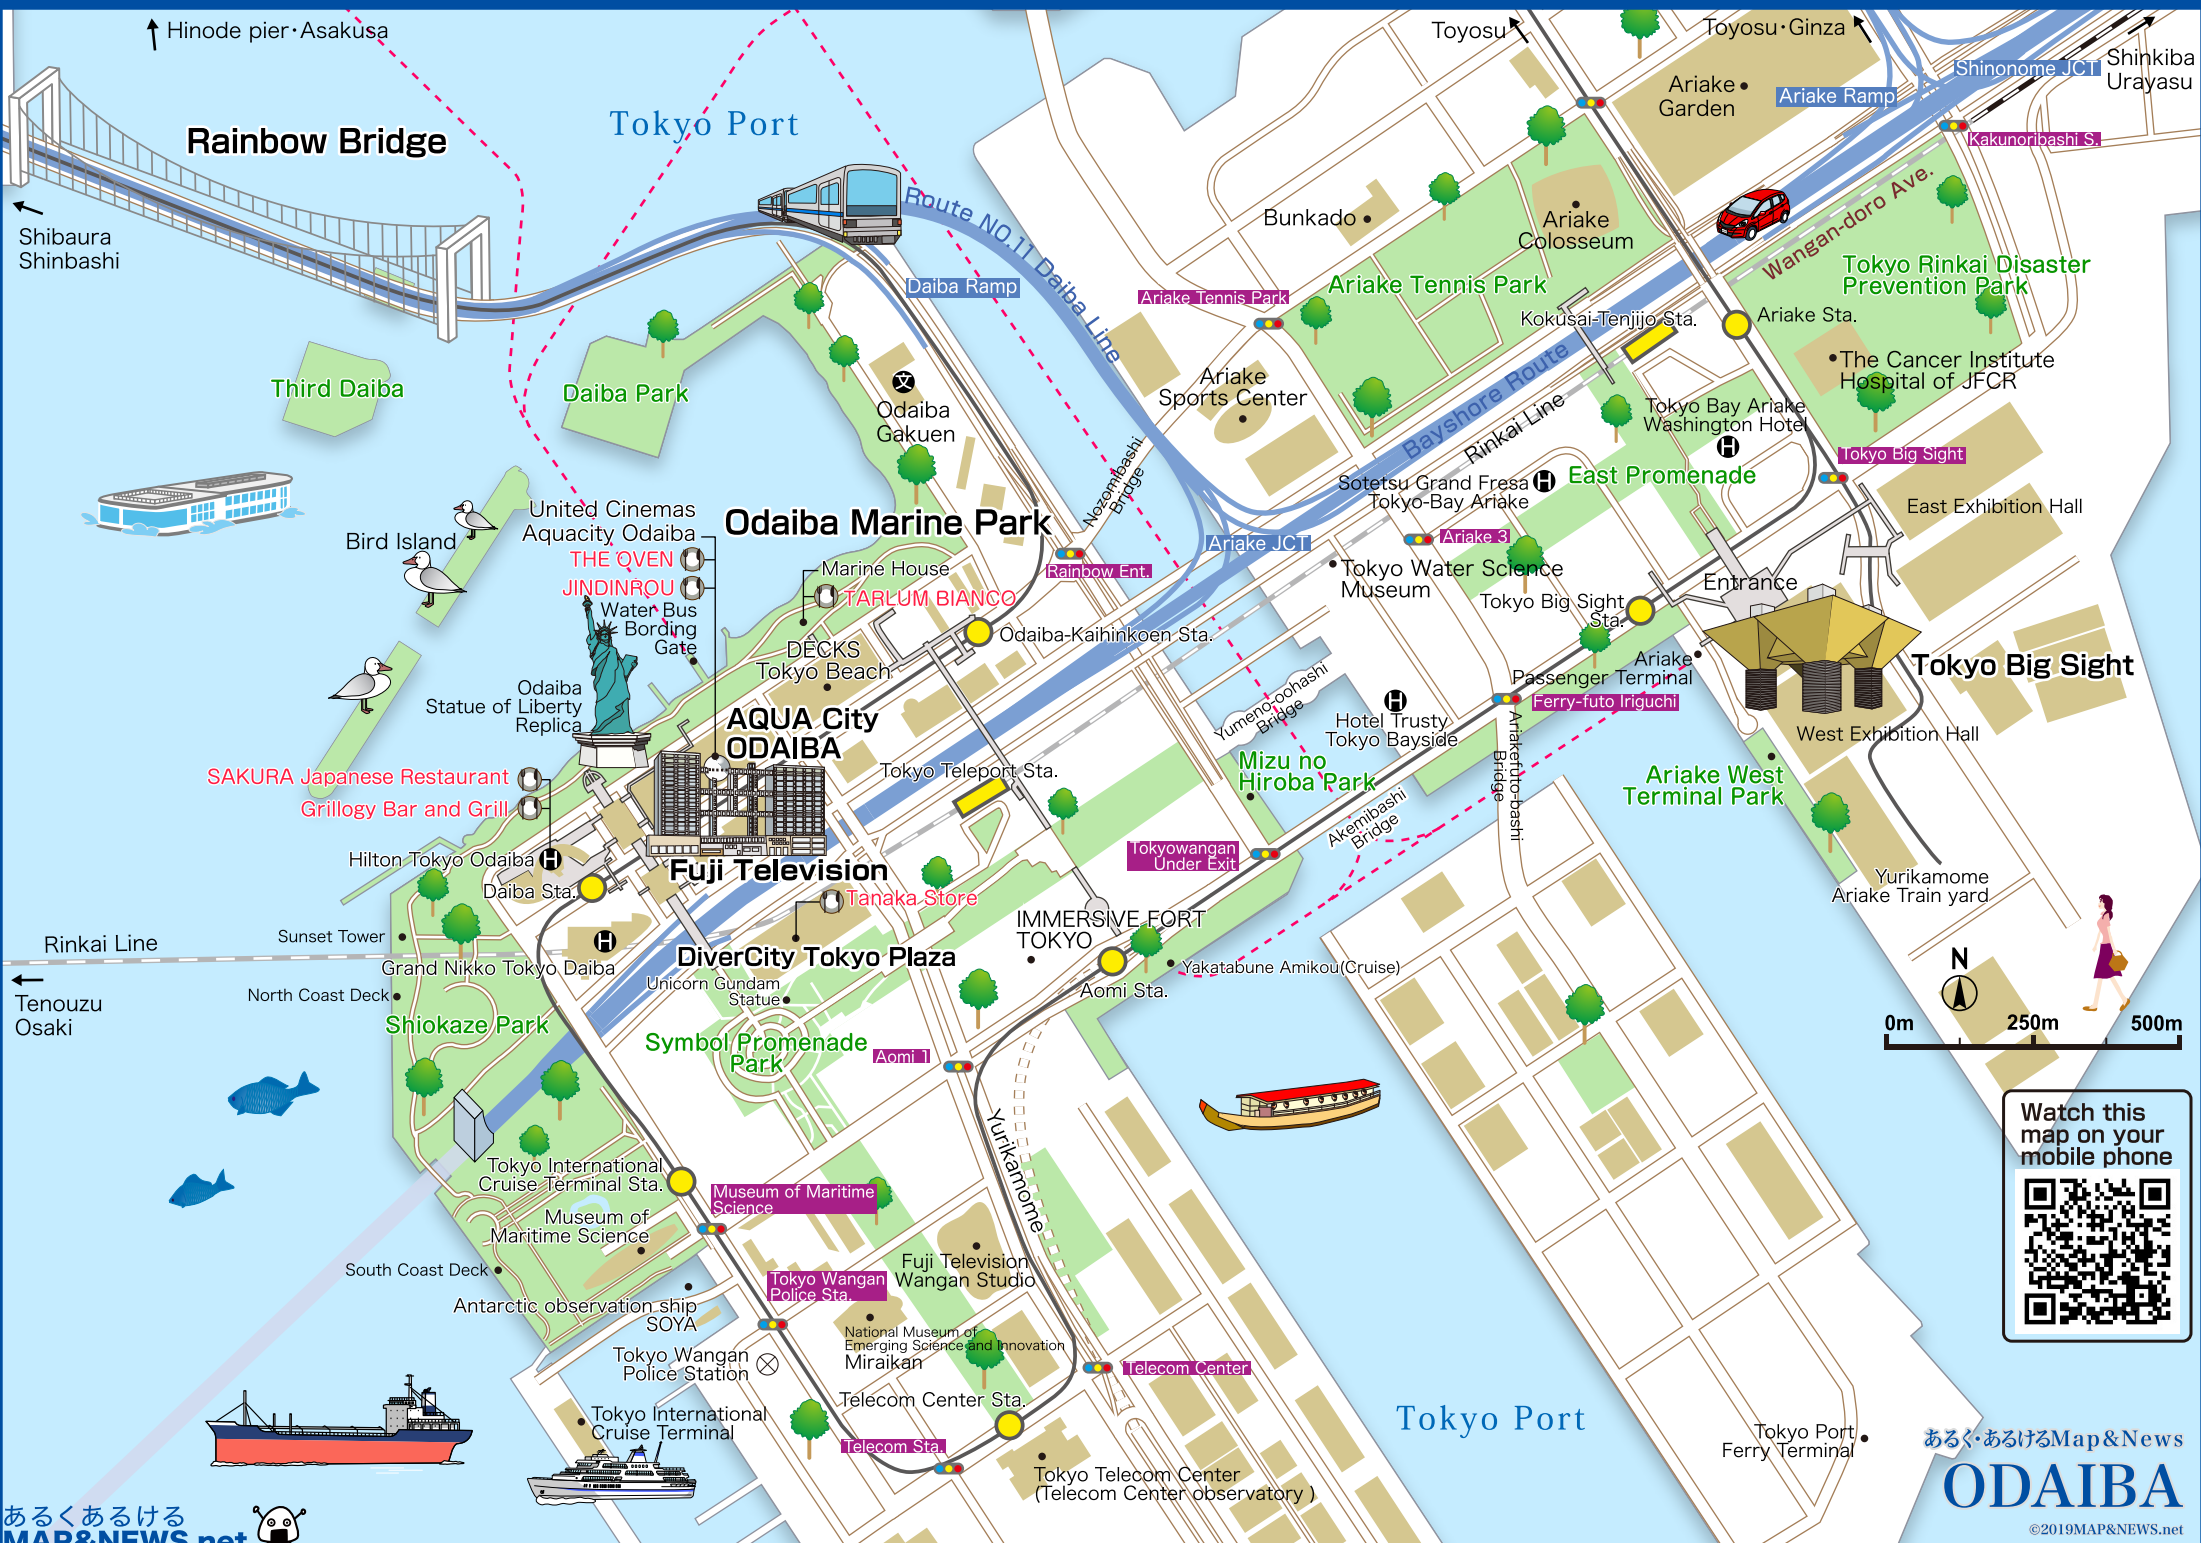 Hinode pier・Asakusa
Toyosu
Toyosu・Ginza
Shinkiba
Urayasu
Shinonome JCT
Ariake Ramp
Ariake
Garden
Kakunoribashi S.
Tokyo Port
Rainbow Bridge
Shibaura
Shinbashi
Route NO.11 Daiba Line
Daiba Ramp
Bunkado
Ariake
Colosseum
Wangan-doro Ave.
Ariake Tennis Park
Ariake Tennis Park
Tokyo Rinkai Disaster
Prevention Park
Kokusai-Tenjijo Sta.
Ariake Sta.
The Cancer Institute
Hospital of JFCR
Third Daiba
Daiba Park
文
Odaiba
Gakuen
Ariake
Sports Center
Bayshore Route
Rinkai Line
Tokyo Bay Ariake
Washington Hotel
H
Tokyo Big Sight
Nozomibashi
Bridge
Sotetsu Grand Fresa
Tokyo-Bay Ariake
H
East Promenade
East Exhibition Hall
Bird Island
United Cinemas
Aquacity Odaiba
THE OVEN
JINDINROU
Water Bus
Bording
Gate
Odaiba Marine Park
Marine House
TARLUM BIANCO
Rainbow Ent.
Ariake JCT
Ariake 3
Tokyo Water Science
Museum
Entrance
Tokyo Big Sight
Sta.
Odaiba-Kaihinkoen Sta.
DECKS
Tokyo Beach
Ariake
Passenger Terminal
Ferry-futo Iriguchi
Tokyo Big Sight
West Exhibition Hall
Odaiba
Statue of Liberty
Replica
AQUA City
ODAIBA
Yumeno-oohashi
Bridge
H
Hotel Trusty
Tokyo Bayside
Ariakefuto-bashi
Bridge
SAKURA Japanese Restaurant
Grillogy Bar and Grill
Tokyo Teleport Sta.
Mizu no
Hiroba Park
Ariake West
Terminal Park
Akemibashi
Bridge
Tokyowangan
Under Exit
Hilton Tokyo Odaiba
H
Daiba Sta.
Fuji Television
Tanaka Store
Yurikamome
Ariake Train yard
IMMERSIVE FORT
TOKYO
Sunset Tower
Rinkai Line
H
Grand Nikko Tokyo Daiba
DiverCity Tokyo Plaza
Unicorn Gundam
Statue
Yakatabune Amikou(Cruise)
Aomi Sta.
Tenouzu
Osaki
North Coast Deck
Shiokaze Park
Symbol Promenade
Park
Aomi 1
N
0m
250m
500m
Watch this
map on your
mobile phone
Yurikamome
Tokyo International
Cruise Terminal Sta.
Museum of Maritime
Science
Museum of
Maritime Science
South Coast Deck
Fuji Television
Wangan Studio
Tokyo Wangan
Police Sta.
Antarctic observation ship
SOYA
National Museum of
Emerging Science and Innovation
Miraikan
Tokyo Wangan
Police Station
Telecom Center
Telecom Center Sta.
Tokyo International
Cruise Terminal
Telecom Sta.
Tokyo Telecom Center
(Telecom Center observatory )
Tokyo Port
Tokyo Port
Ferry Terminal
あるく・あるけるMap&News
ODAIBA
©2019MAP&NEWS.net
あるくあるける
MAP&NEWS.net